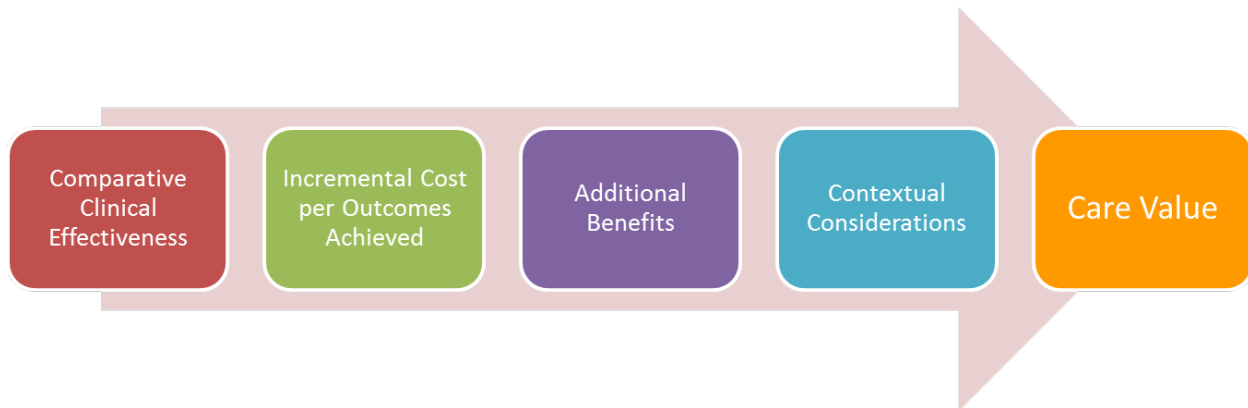 Comparative
Clinical
Effectiveness
Incremental Cost
per Outcomes
Achieved
Additional
Benefits
Contextual
Considerations
Care Value